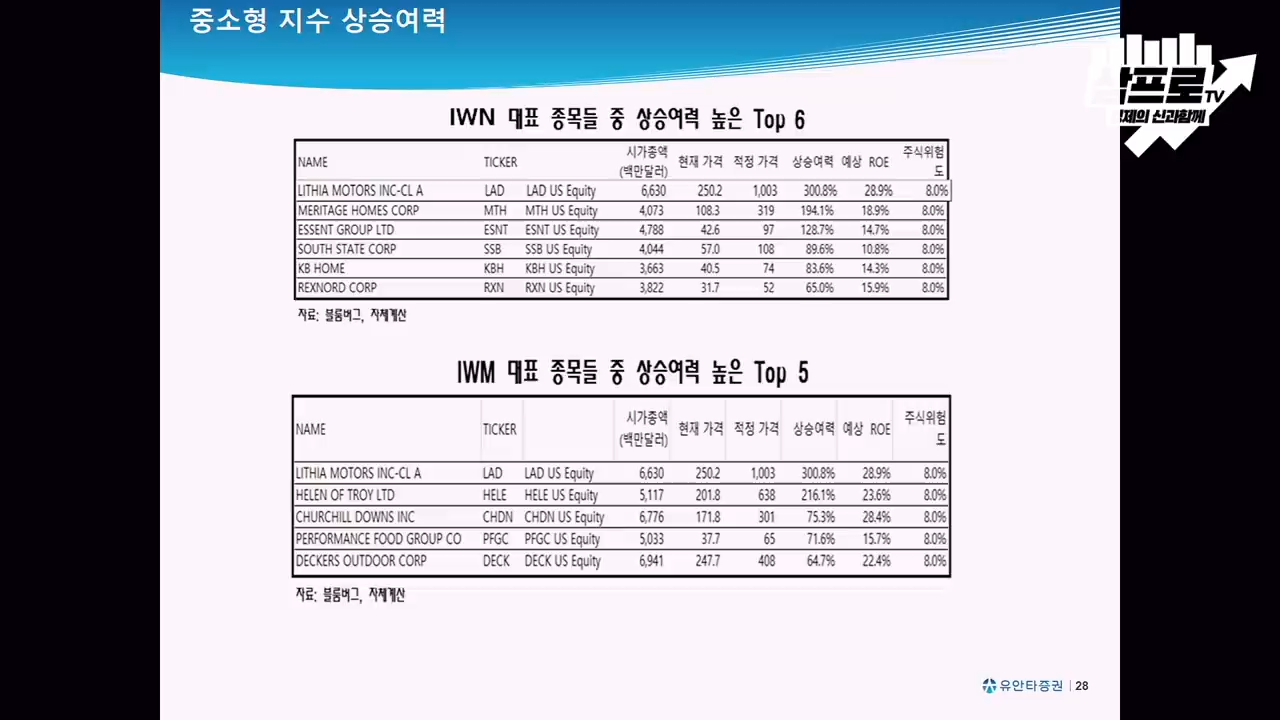 중소형 지수 상승여력
삼프로TV
경제의 신과함께
IWN 대표 종목들 중 상승여력 높은 Top 6
NAME TICKER 시가총액 (백만달러) 현재 가격 적정 가격 상승여력 예상 ROE 주식위험도
LITHIA MOTORS INC-CL A LAD LAD US Equity 6,630 250.2 1,003 300.8% 28.9% 8.0%
MERITAGE HOMES CORP MTH MTH US Equity 4,073 108.3 319 194.1% 18.9% 8.0%
ESSENT GROUP LTD ESNT ESNT US Equity 4,788 42.6 97 128.7% 14.7% 8.0%
SOUTH STATE CORP SSB SSB US Equity 4,044 57.0 108 89.6% 10.8% 8.0%
KB HOME KBH KBH US Equity 3,663 40.5 74 83.6% 14.3% 8.0%
REXNORD CORP RXN RXN US Equity 3,822 31.7 52 65.0% 15.9% 8.0%
자료: 블룸버그, 자체계산
IWM 대표 종목들 중 상승여력 높은 Top 5
NAME TICKER 시가총액 (백만달러) 현재 가격 적정 가격 상승여력 예상 ROE 주식위험도
LITHIA MOTORS INC-CL A LAD LAD US Equity 6,630 250.2 1,003 300.8% 28.9% 8.0%
HELEN OF TROY LTD HELE HELE US Equity 5,117 201.8 638 216.1% 23.6% 8.0%
CHURCHILL DOWNS INC CHDN CHDN US Equity 6,776 171.8 301 75.3% 28.4% 8.0%
PERFORMANCE FOOD GROUP CO PFGC PFGC US Equity 5,033 37.7 65 71.6% 15.7% 8.0%
DECKERS OUTDOOR CORP DECK DECK US Equity 6,941 247.7 408 64.7% 22.4% 8.0%
자료: 블룸버그, 자체계산
유안타증권 28